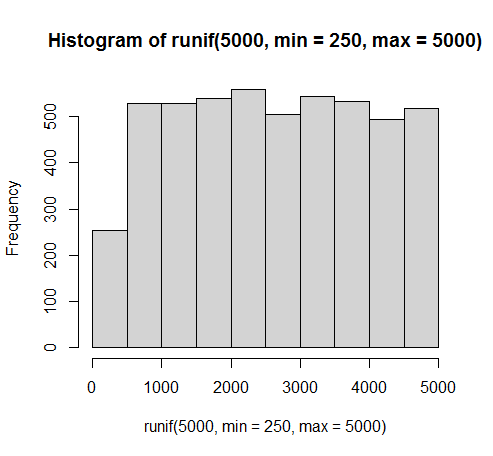 Histogram of runif(5000, min = 250, max = 5000)
Frequency
500
400
300
200
100
0
0 1000 2000 3000 4000 5000
runif(5000, min = 250, max = 5000)